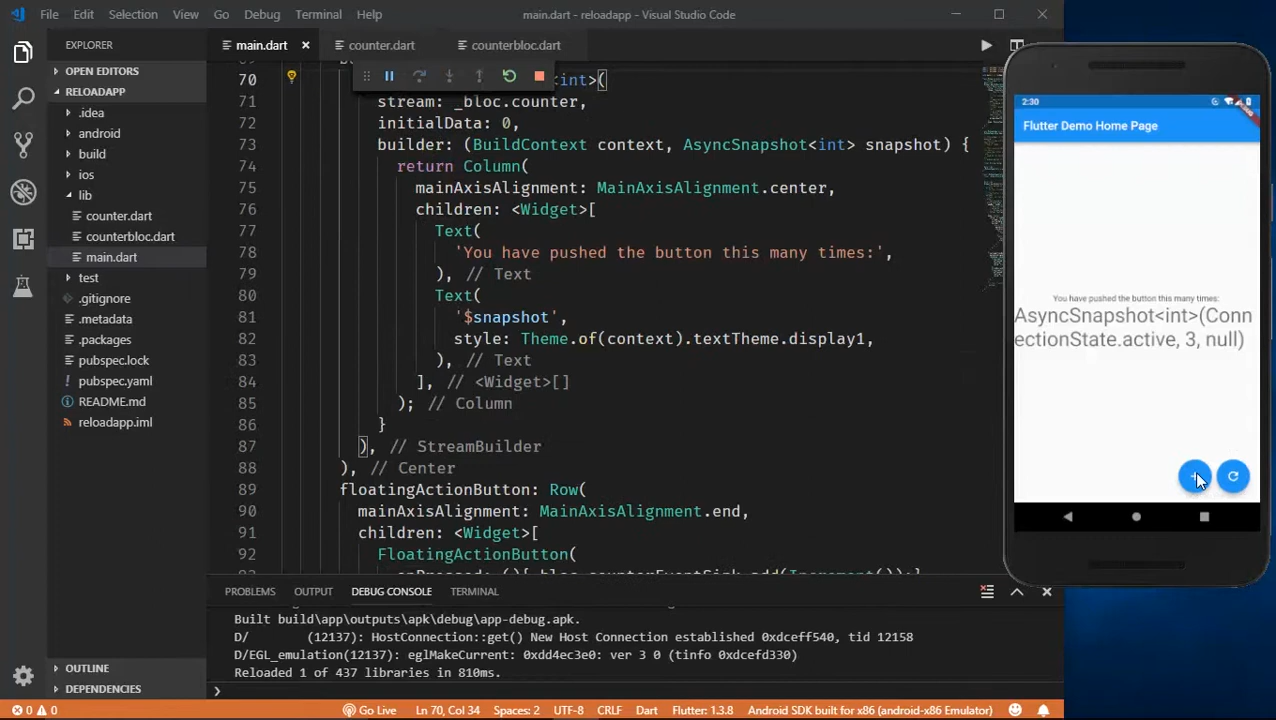 File Edit Selection View Go Debug Terminal Help
main.dart - reloadapp - Visual Studio Code
EXPLORER
OPEN EDITORS
RELOADAPP
.idea
android
build
ios
lib
counter.dart
counterbloc.dart
main.dart
test
.gitignore
.metadata
.packages
pubspec.lock
pubspec.yaml
README.md
reloadapp.iml
OUTLINE
DEPENDENCIES
main.dart counter.dart counterbloc.dart
70 <int>(
71 stream: _bloc.counter,
72 initialData: 0,
73 builder: (BuildContext context, AsyncSnapshot<int> snapshot) {
74 return Column(
75 mainAxisAlignment: MainAxisAlignment.center,
76 children: <Widget>[
77 Text(
78 'You have pushed the button this many times:',
79 ), // Text
80 Text(
81 '$snapshot',
82 style: Theme.of(context).textTheme.display1,
83 ), // Text
84 ], // <Widget>[]
85 ); // Column
86 }
87 ), // StreamBuilder
88 ), // Center
89 floatingActionButton: Row(
90 mainAxisAlignment: MainAxisAlignment.end,
91 children: <Widget>[
92 FloatingActionButton(
onPressed: (){ bloc.counterEventSink.add(Increment());}
PROBLEMS OUTPUT DEBUG CONSOLE TERMINAL
Built build\app\outputs\apk\debug\app-debug.apk.
D/ (12137): HostConnection::get() New Host Connection established 0xdceff540, tid 12158
D/EGL_emulation(12137): eglMakeCurrent: 0xdd4ec3e0: ver 3 0 (tinfo 0xdcefd330)
Reloaded 1 of 437 libraries in 810ms.
0 0 Go Live Ln 70, Col 34 Spaces: 2 UTF-8 CRLF Dart Flutter: 1.3.8 Android SDK built for x86 (android-x86 Emulator)
2:30
Flutter Demo Home Page
You have pushed the button this many times:
AsyncSnapshot<int>(Conn
ectionState.active, 3, null)